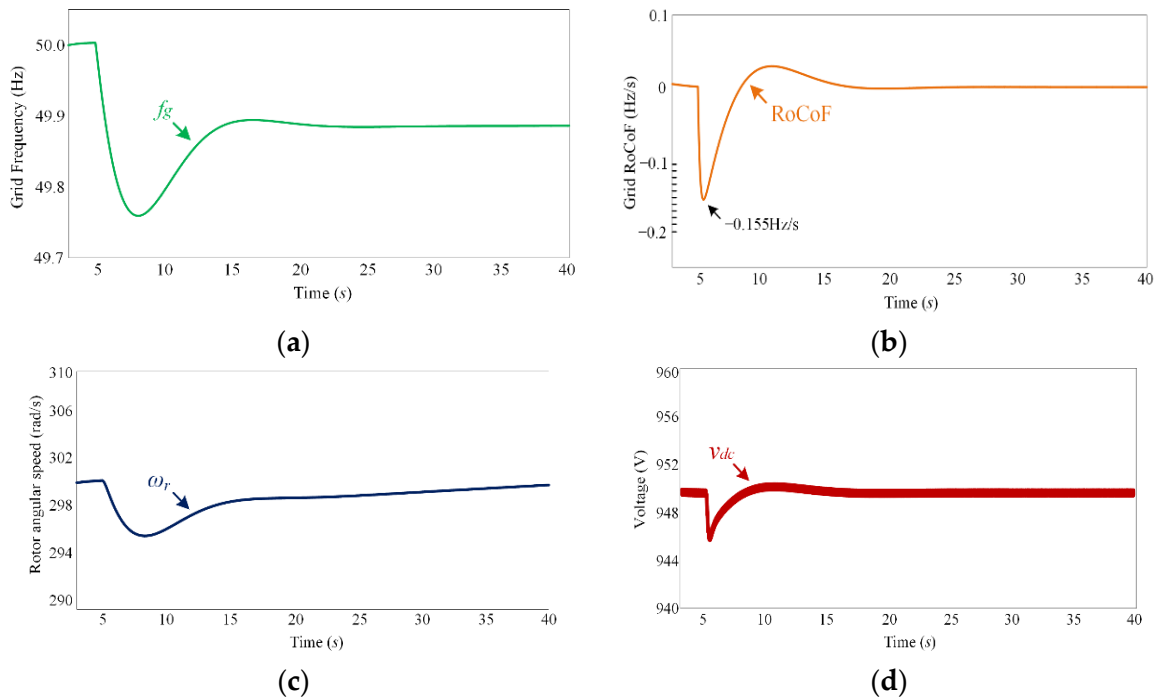 Grid Frequency (Hz)
50.0
49.9
49.8
49.7
fg
5 10 15 20 25 30 35 40
Time (s)
(a)
Grid RoCoF (Hz/s)
0.1
0
−0.1
−0.2
RoCoF
−0.155Hz/s
5 10 15 20 25 30 35 40
Time (s)
(b)
Rotor angular speed (rad/s)
310
306
302
298
294
290
ωr
5 10 15 20 25 30 35 40
Time (s)
(c)
Voltage (V)
960
956
952
948
944
940
vdc
5 10 15 20 25 30 35 40
Time (s)
(d)